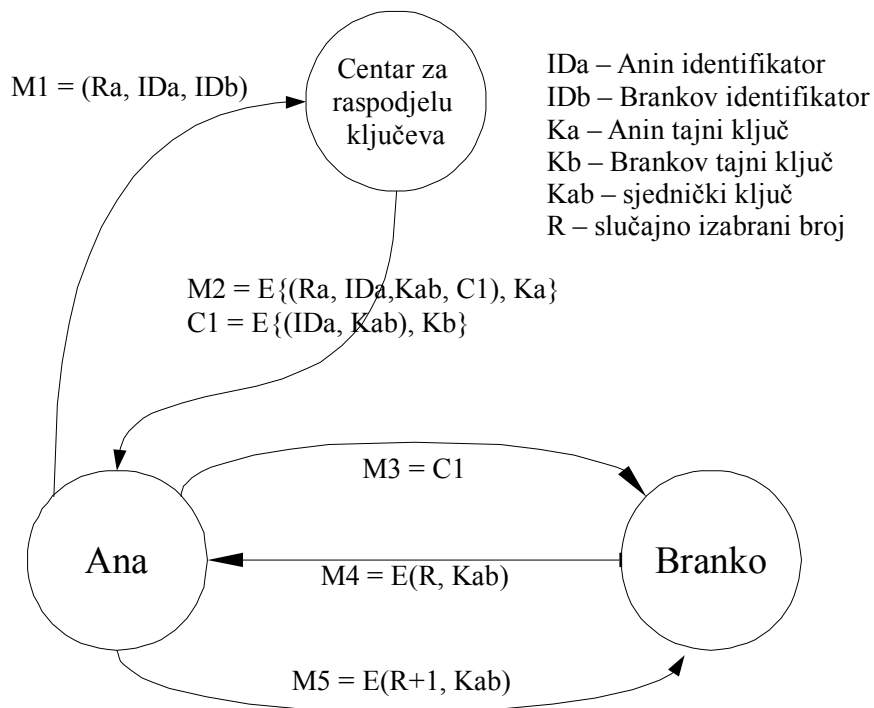 M1 = (Ra, IDa, IDb)
Centar za
raspodjelu
ključeva
IDa – Anin identifikator
IDb – Brankov identifikator
Ka – Anin tajni ključ
Kb – Brankov tajni ključ
Kab – sjednički ključ
R – slučajno izabrani broj
M2 = E{(Ra, IDa,Kab, C1), Ka}
C1 = E{(IDa, Kab), Kb}
M3 = C1
Ana
Branko
M4 = E(R, Kab)
M5 = E(R+1, Kab)